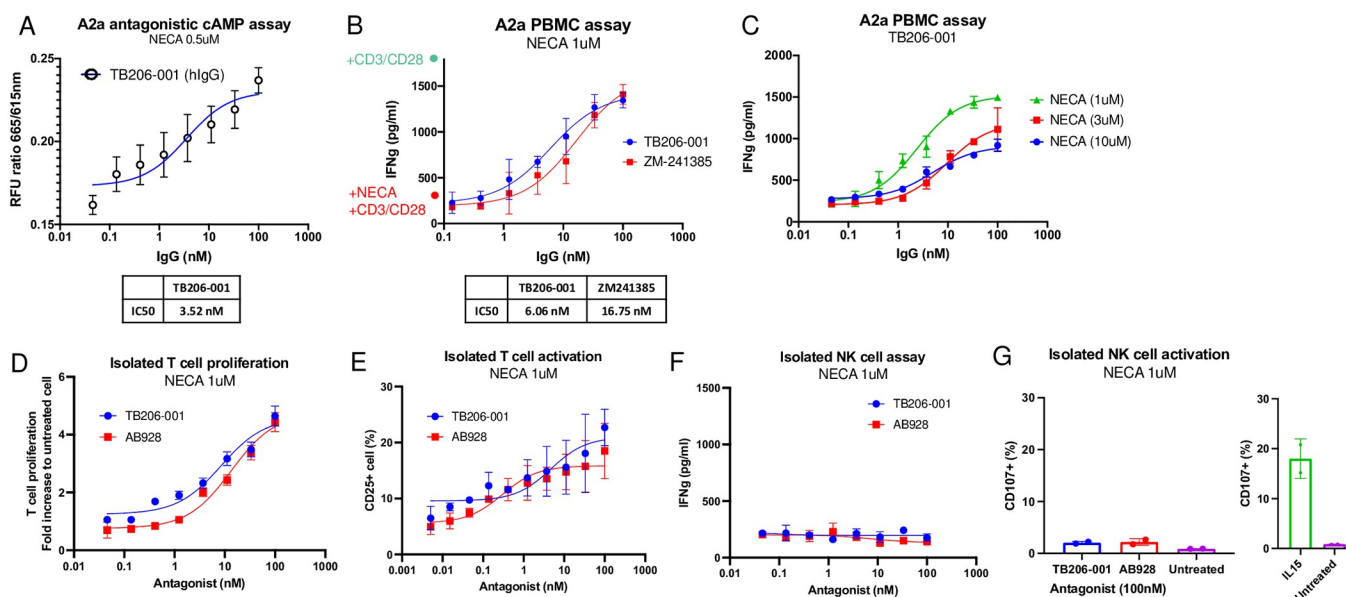 A
A2a antagonistic cAMP assay
NECA 0.5uM
RFU ratio 665/615nm
0.25
0.20
0.15
TB206-001 (hIgG)
0.01
0.1
1
10
100
1000
IgG (nM)
TB206-001
IC50
3.52 nM
B
A2a PBMC assay
NECA 1uM
+CD3/CD28
+NECA
+CD3/CD28
IFNg (pg/ml)
1500
1000
500
0
TB206-001
ZM-241385
0.1
1
10
100
1000
IgG (nM)
TB206-001
ZM241385
IC50
6.06 nM
16.75 nM
C
A2a PBMC assay
TB206-001
IFNg (pg/ml)
2000
1500
1000
500
0
NECA (1uM)
NECA (3uM)
NECA (10uM)
0.01
0.1
1
10
100
1000
IgG (nM)
D
Isolated T cell proliferation
NECA 1uM
T cell proliferation
Fold increase to untreated cell
6
4
2
0
TB206-001
AB928
0.01
0.1
1
10
100
1000
Antagonist (nM)
E
Isolated T cell activation
NECA 1uM
CD25+ cell (%)
30
20
10
0
TB206-001
AB928
0.001
0.01
0.1
1
10
100
1000
Antagonist (nM)
F
Isolated NK cell assay
NECA 1uM
IFNg (pg/ml)
1500
1000
500
0
TB206-001
AB928
0.01
0.1
1
10
100
1000
Antagonist (nM)
G
Isolated NK cell activation
NECA 1uM
CD107+ (%)
30
20
10
0
TB206-001
AB928
Untreated
Antagonist (100nM)
CD107+ (%)
30
20
10
0
IL15
Untreated